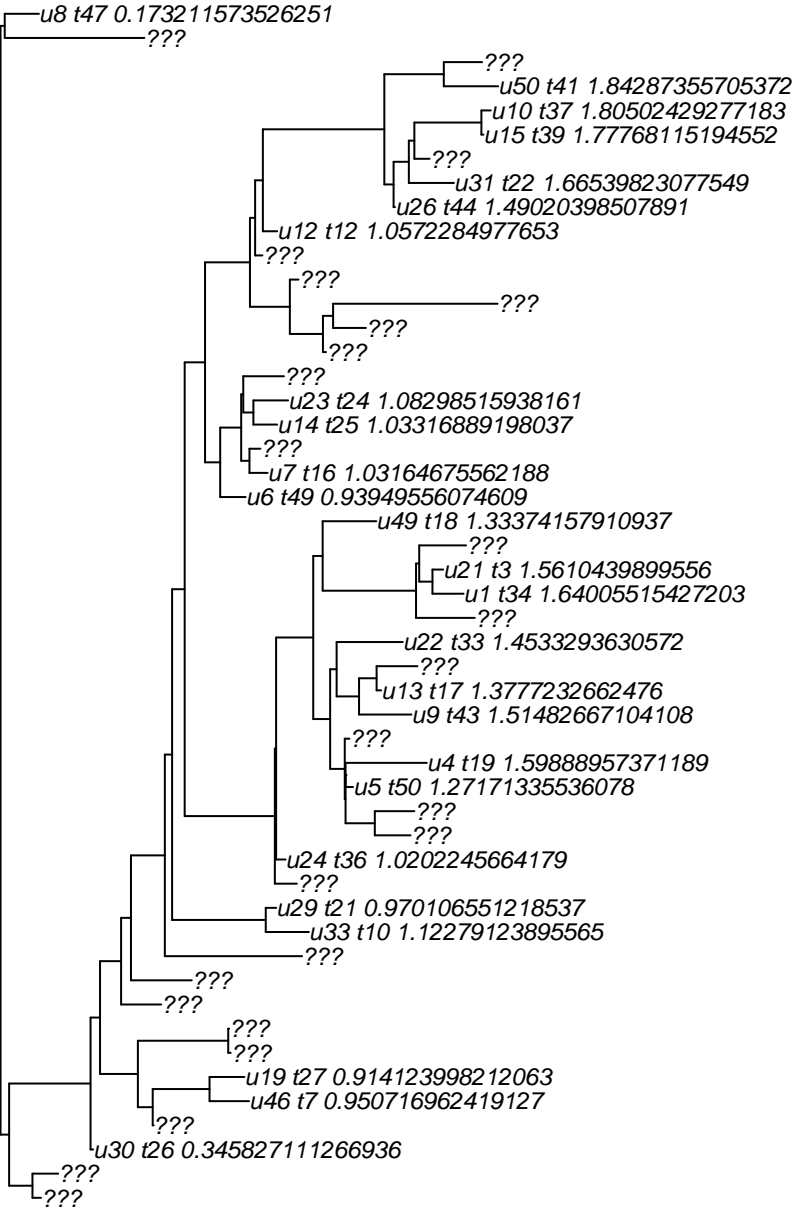 u8 t47 0.173211573526251
???
???
u50 t41 1.84287355705372
u10 t37 1.80502429277183
u15 t39 1.77768115194552
???
u31 t22 1.66539823077549
u26 t44 1.49020398507891
u12 t12 1.0572284977653
???
???
???
???
???
???
u23 t24 1.08298515938161
u14 t25 1.03316889198037
???
u7 t16 1.03164675562188
u6 t49 0.93949556074609
u49 t18 1.33374157910937
???
u21 t3 1.5610439899556
u1 t34 1.64005515427203
???
u22 t33 1.4533293630572
???
u13 t17 1.3777232662476
u9 t43 1.51482667104108
???
u4 t19 1.59888957371189
u5 t50 1.27171335536078
???
???
u24 t36 1.0202245664179
???
u29 t21 0.970106551218537
u33 t10 1.12279123895565
???
???
???
???
???
u19 t27 0.914123998212063
u46 t7 0.950716962419127
???
u30 t26 0.345827111266936
???
???